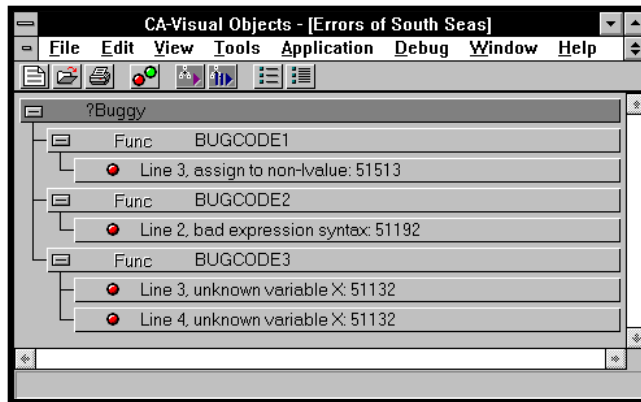 CA-Visual Objects - [Errors of South Seas]
File Edit View Tools Application Debug Window Help
?Buggy
Func BUGCODE1
Line 3, assign to non-lvalue: 51513
Func BUGCODE2
Line 2, bad expression syntax: 51192
Func BUGCODE3
Line 3, unknown variable X: 51132
Line 4, unknown variable X: 51132